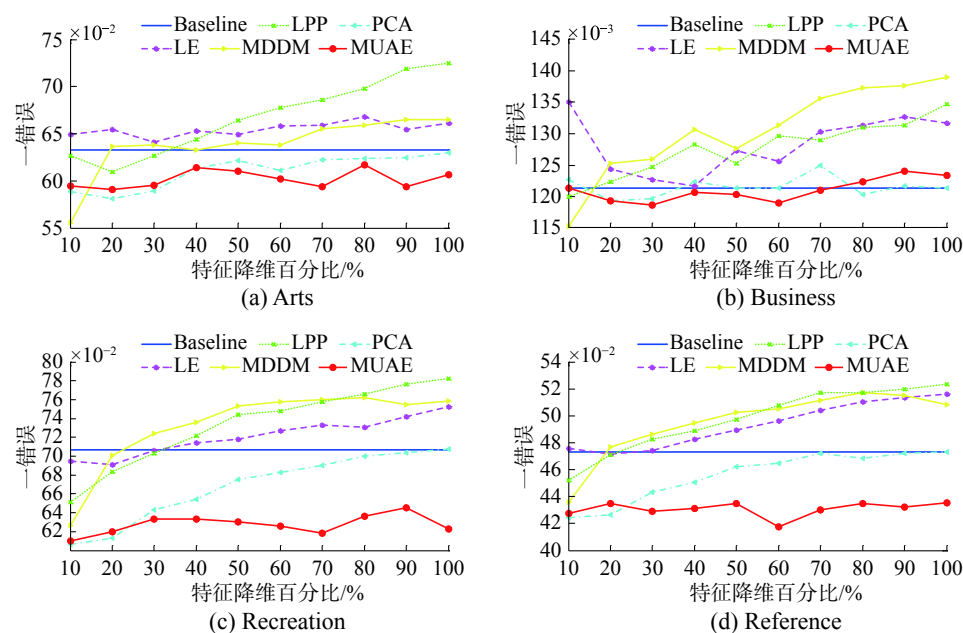 ×10⁻²
Baseline LPP PCA
LE MDDM MUAE
75
70
65
60
55
一错误
10 20 30 40 50 60 70 80 90 100
特征降维百分比/%
(a) Arts
×10⁻³
Baseline LPP PCA
LE MDDM MUAE
145
140
135
130
125
120
115
一错误
10 20 30 40 50 60 70 80 90 100
特征降维百分比/%
(b) Business
×10⁻²
Baseline LPP PCA
LE MDDM MUAE
80
78
76
74
72
70
68
66
64
62
一错误
10 20 30 40 50 60 70 80 90 100
特征降维百分比/%
(c) Recreation
×10⁻²
Baseline LPP PCA
LE MDDM MUAE
54
52
50
48
46
44
42
40
一错误
10 20 30 40 50 60 70 80 90 100
特征降维百分比/%
(d) Reference